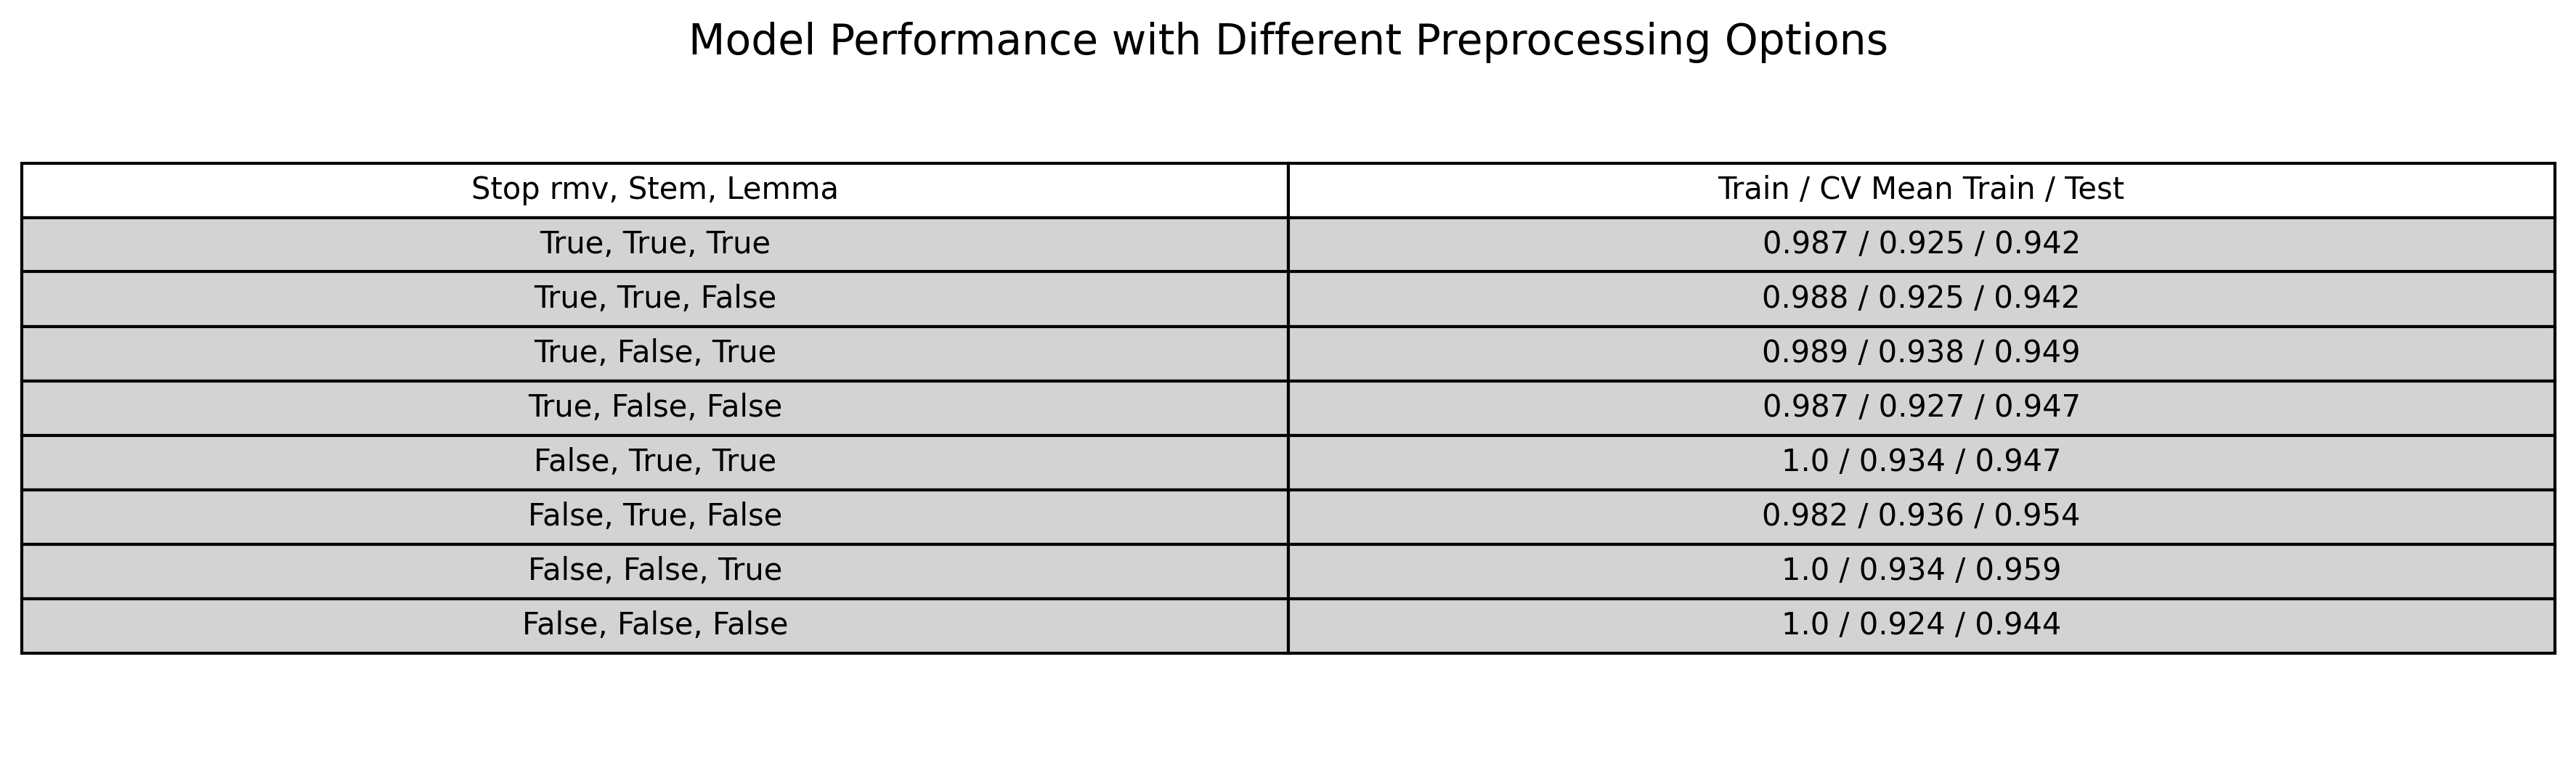 Model Performance with Different Preprocessing Options
Stop rmv, Stem, Lemma Train / CV Mean Train / Test
True, True, True 0.987 / 0.925 / 0.942
True, True, False 0.988 / 0.925 / 0.942
True, False, True 0.989 / 0.938 / 0.949
True, False, False 0.987 / 0.927 / 0.947
False, True, True 1.0 / 0.934 / 0.947
False, True, False 0.982 / 0.936 / 0.954
False, False, True 1.0 / 0.934 / 0.959
False, False, False 1.0 / 0.924 / 0.944